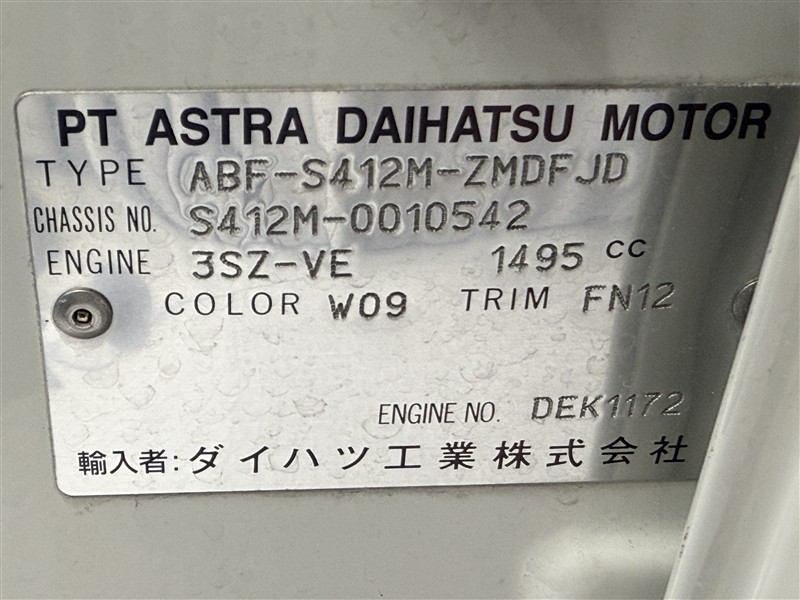 PT ASTRA DAIHATSU MOTOR
TYPE ABF-S412M-ZMDFJD
CHASSIS NO. S412M-0010542
ENGINE 3SZ-VE 1495 CC
COLOR W09 TRIM FN12
ENGINE NO. DEK1172
輸入者: ダイハツ工業株式会社